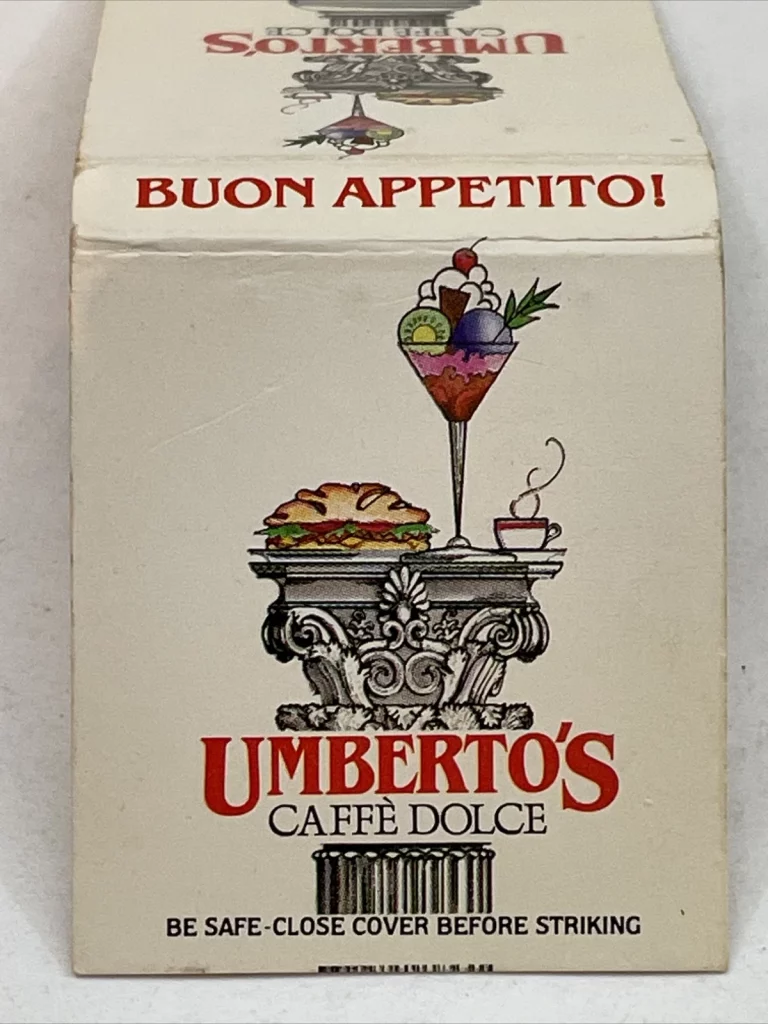 UMBERTO'S
CAFFÈ DOLCE
BUON APPETITO!
UMBERTO'S
CAFFÈ DOLCE
BE SAFE-CLOSE COVER BEFORE STRIKING